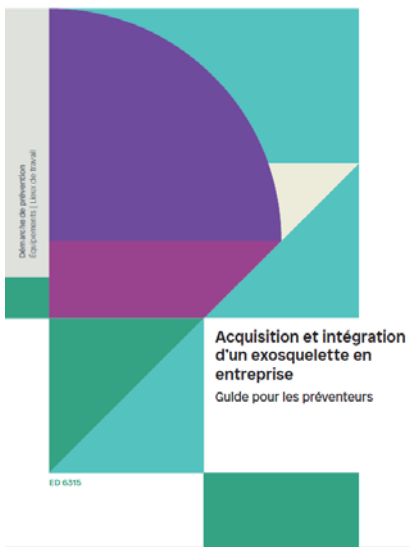 Démarche de prévention
Équipements | Lieux de travail
Acquisition et intégration
d'un exosquelette en
entreprise
Guide pour les préventeurs
ED 6315